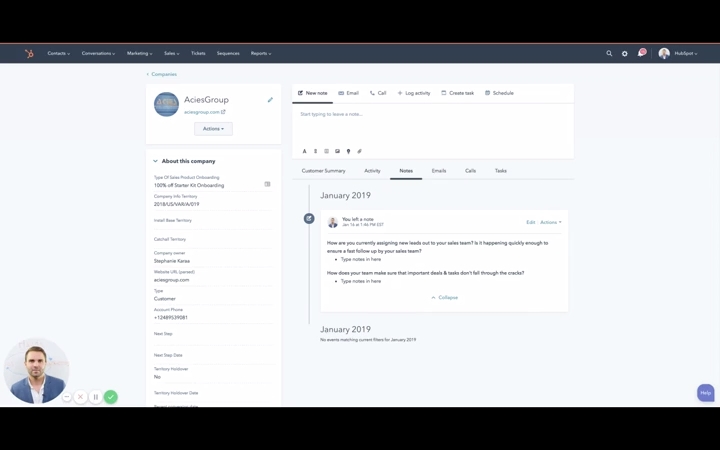 Contacts
Conversations
Marketing
Sales
Tickets
Sequences
Reports
HubSpot
Companies
AciesGroup
aciesgroup.com
Actions
About this company
Type Of Sales Product Onboarding
100% off Starter Kit Onboarding
Company Info Territory
2018/US/VAR/A/019
Install Base Territory
Catchall Territory
Company owner
Stephanie Karaa
Website URL (parsed)
aciesgroup.com
Type
Customer
Account Phone
+12489539081
Next Step
Next Step Date
Territory Holdover
No
Territory Holdover Date
New note
Email
Call
Log activity
Create task
Schedule
Start typing to leave a note...
Customer Summary
Activity
Notes
Emails
Calls
Tasks
January 2019
You left a note
Jan 16 at 1:46 PM EST
Edit
Actions
How are you currently assigning new leads out to your sales team? Is it happening quickly enough to
ensure a fast follow up by your sales team?
• Type notes in here
How does your team make sure that important deals & tasks don't fall through the cracks?
• Type notes in here
Collapse
January 2019
No events matching current filters for January 2019
Help